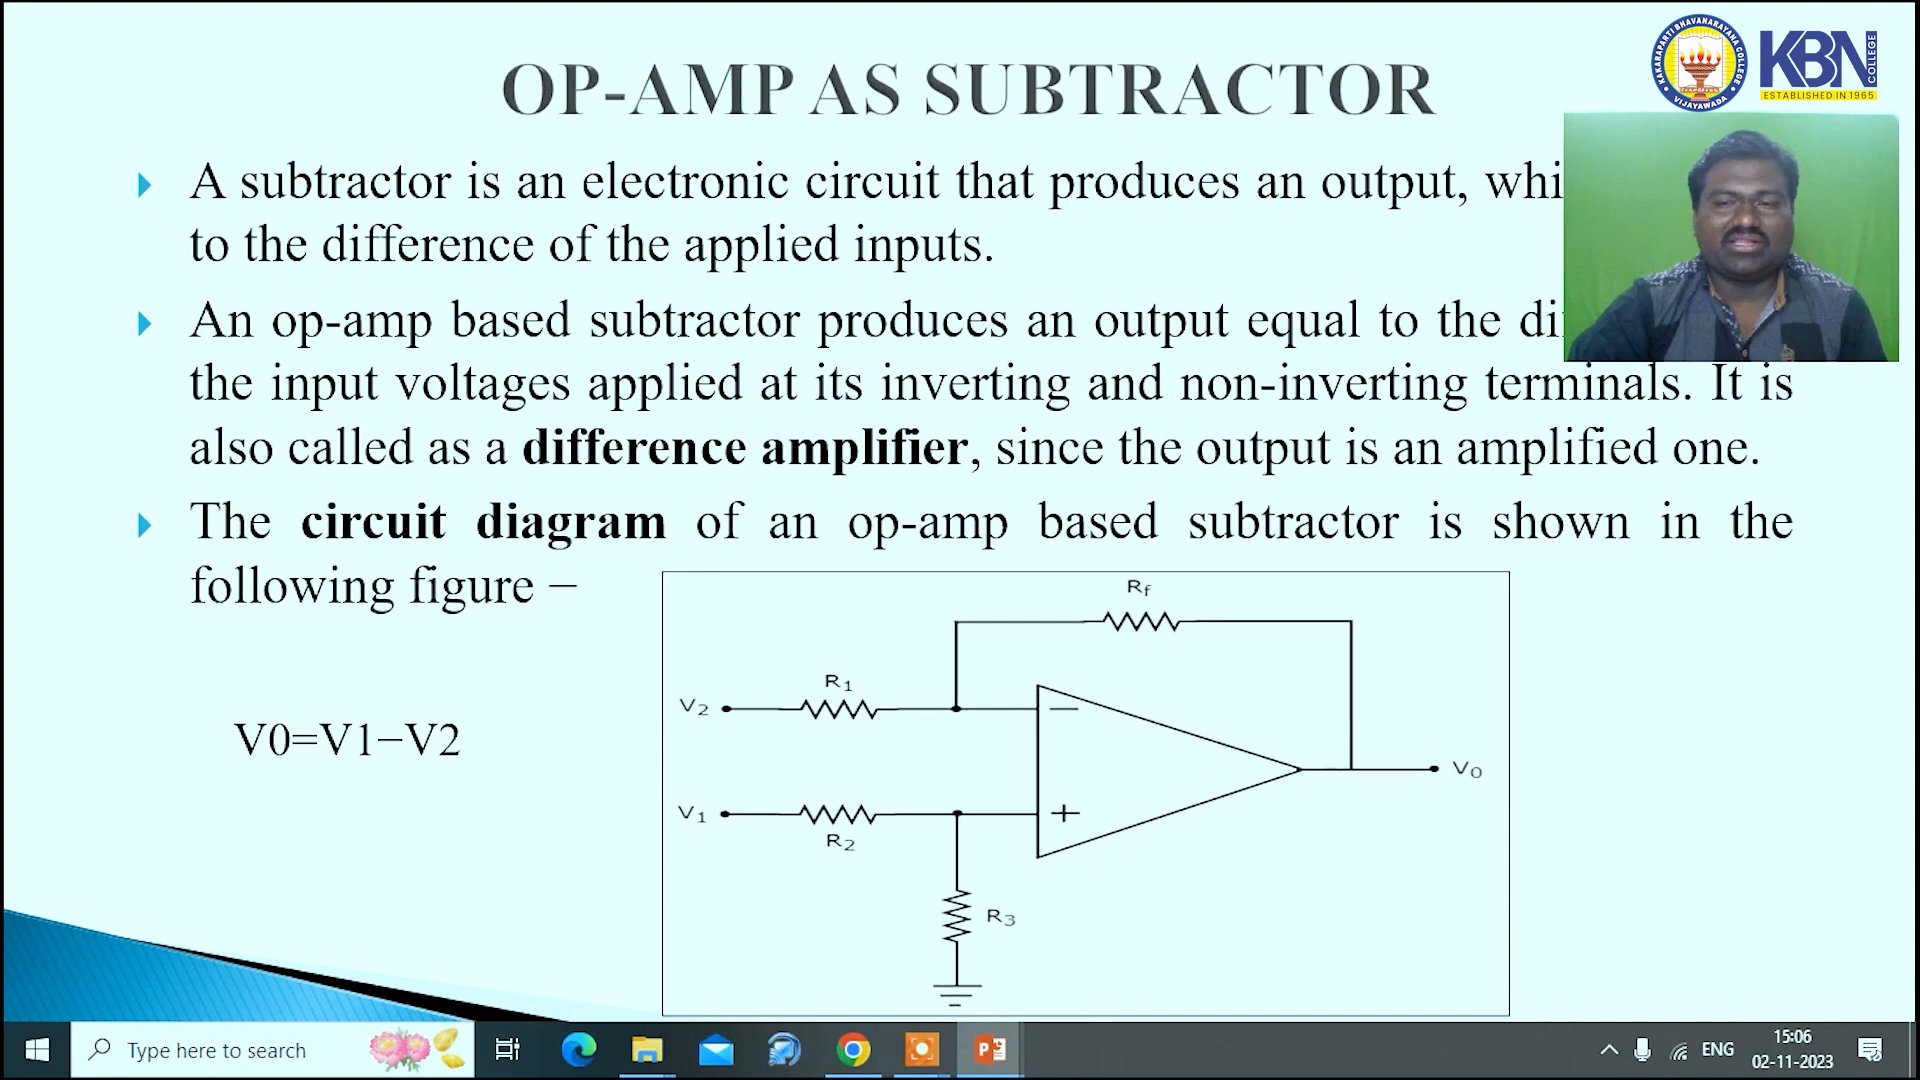 KAKARAPARTI BHAVANARAYANA COLLEGE
VIJAYAWADA
KBN
COLLEGE
ESTABLISHED IN 1965
OP-AMP AS SUBTRACTOR
A subtractor is an electronic circuit that produces an output,
to the difference of the applied inputs.
An op-amp based subtractor produces an output equal to the
the input voltages applied at its inverting and non-inverting terminals. It is
also called as a difference amplifier, since the output is an amplified one.
The circuit diagram of an op-amp based subtractor is shown in the
following figure −
V0=V1−V2
Rf
R1
V2
−
V0
V1
+
R2
R3
Type here to search
ENG
15:06
02-11-2023